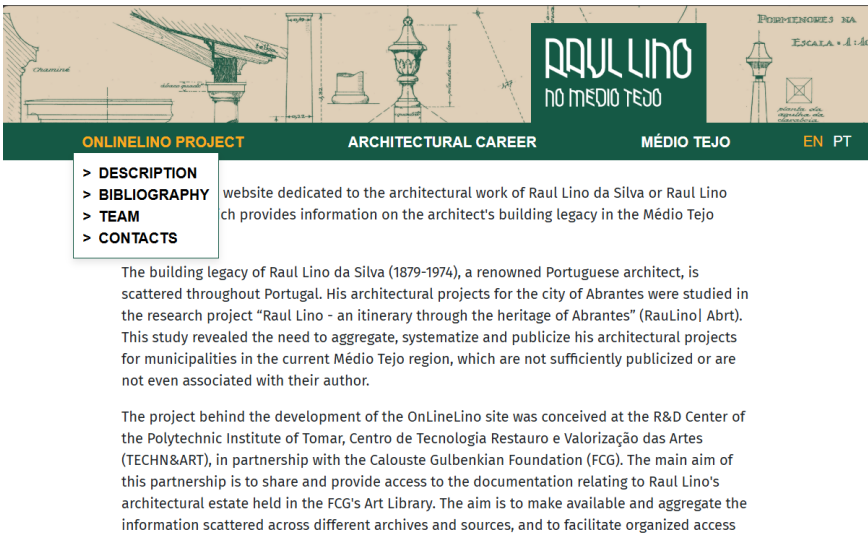 PORMENORES NA
ESCALA • 1:
chaminé
RAUL LINO
NO MÉDIO TEJO
planta da
ONLINELINO PROJECT
ARCHITECTURAL CAREER
MÉDIO TEJO
EN PT
> DESCRIPTION
> BIBLIOGRAPHY
> TEAM
> CONTACTS
website dedicated to the architectural work of Raul Lino da Silva or Raul Lino
ch provides information on the architect's building legacy in the Médio Tejo
The building legacy of Raul Lino da Silva (1879-1974), a renowned Portuguese architect, is
scattered throughout Portugal. His architectural projects for the city of Abrantes were studied in
the research project “Raul Lino - an itinerary through the heritage of Abrantes” (RauLino| Abrt).
This study revealed the need to aggregate, systematize and publicize his architectural projects
for municipalities in the current Médio Tejo region, which are not sufficiently publicized or are
not even associated with their author.
The project behind the development of the OnLineLino site was conceived at the R&D Center of
the Polytechnic Institute of Tomar, Centro de Tecnologia Restauro e Valorização das Artes
(TECHN&ART), in partnership with the Calouste Gulbenkian Foundation (FCG). The main aim of
this partnership is to share and provide access to the documentation relating to Raul Lino's
architectural estate held in the FCG's Art Library. The aim is to make available and aggregate the
information scattered across different archives and sources, and to facilitate organized access